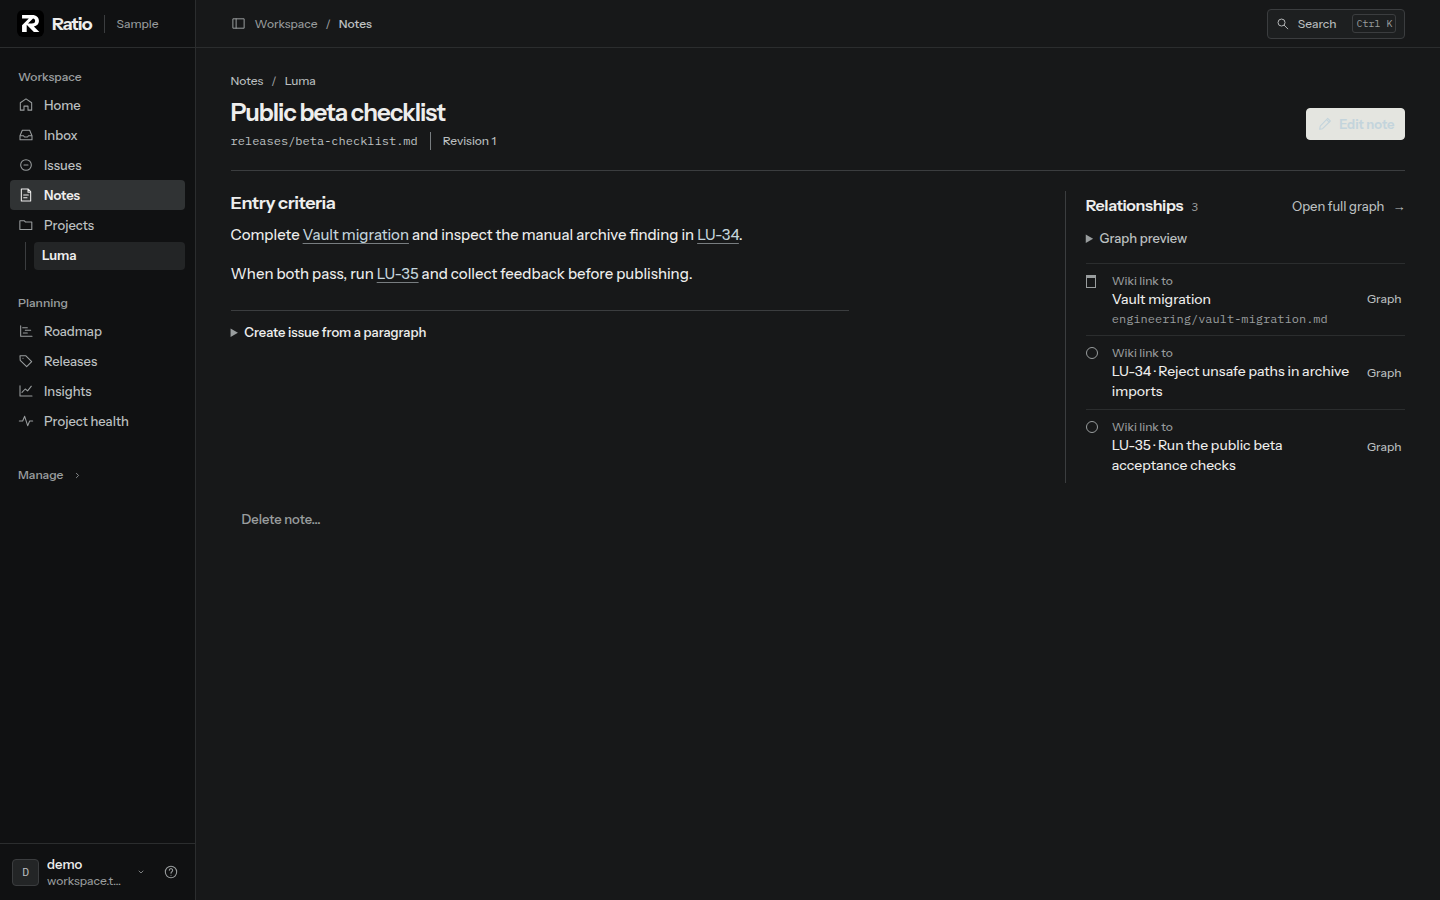 Ratio
Sample
Workspace
Home
Inbox
Issues
Notes
Projects
Luma
Planning
Roadmap
Releases
Insights
Project health
Manage
D
demo
workspace.t...
Workspace / Notes
Search
Ctrl K
Notes / Luma
Public beta checklist
releases/beta-checklist.md
Revision 1
Edit note
Entry criteria
Complete Vault migration and inspect the manual archive finding in LU-34.
When both pass, run LU-35 and collect feedback before publishing.
Create issue from a paragraph
Delete note...
Relationships 3
Open full graph →
Graph preview
Wiki link to
Vault migration
engineering/vault-migration.md
Graph
Wiki link to
LU-34 · Reject unsafe paths in archive
imports
Graph
Wiki link to
LU-35 · Run the public beta
acceptance checks
Graph